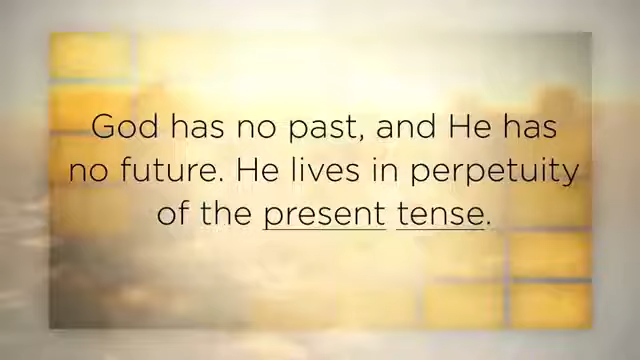 God has no past, and He has
no future. He lives in perpetuity
of the present tense.